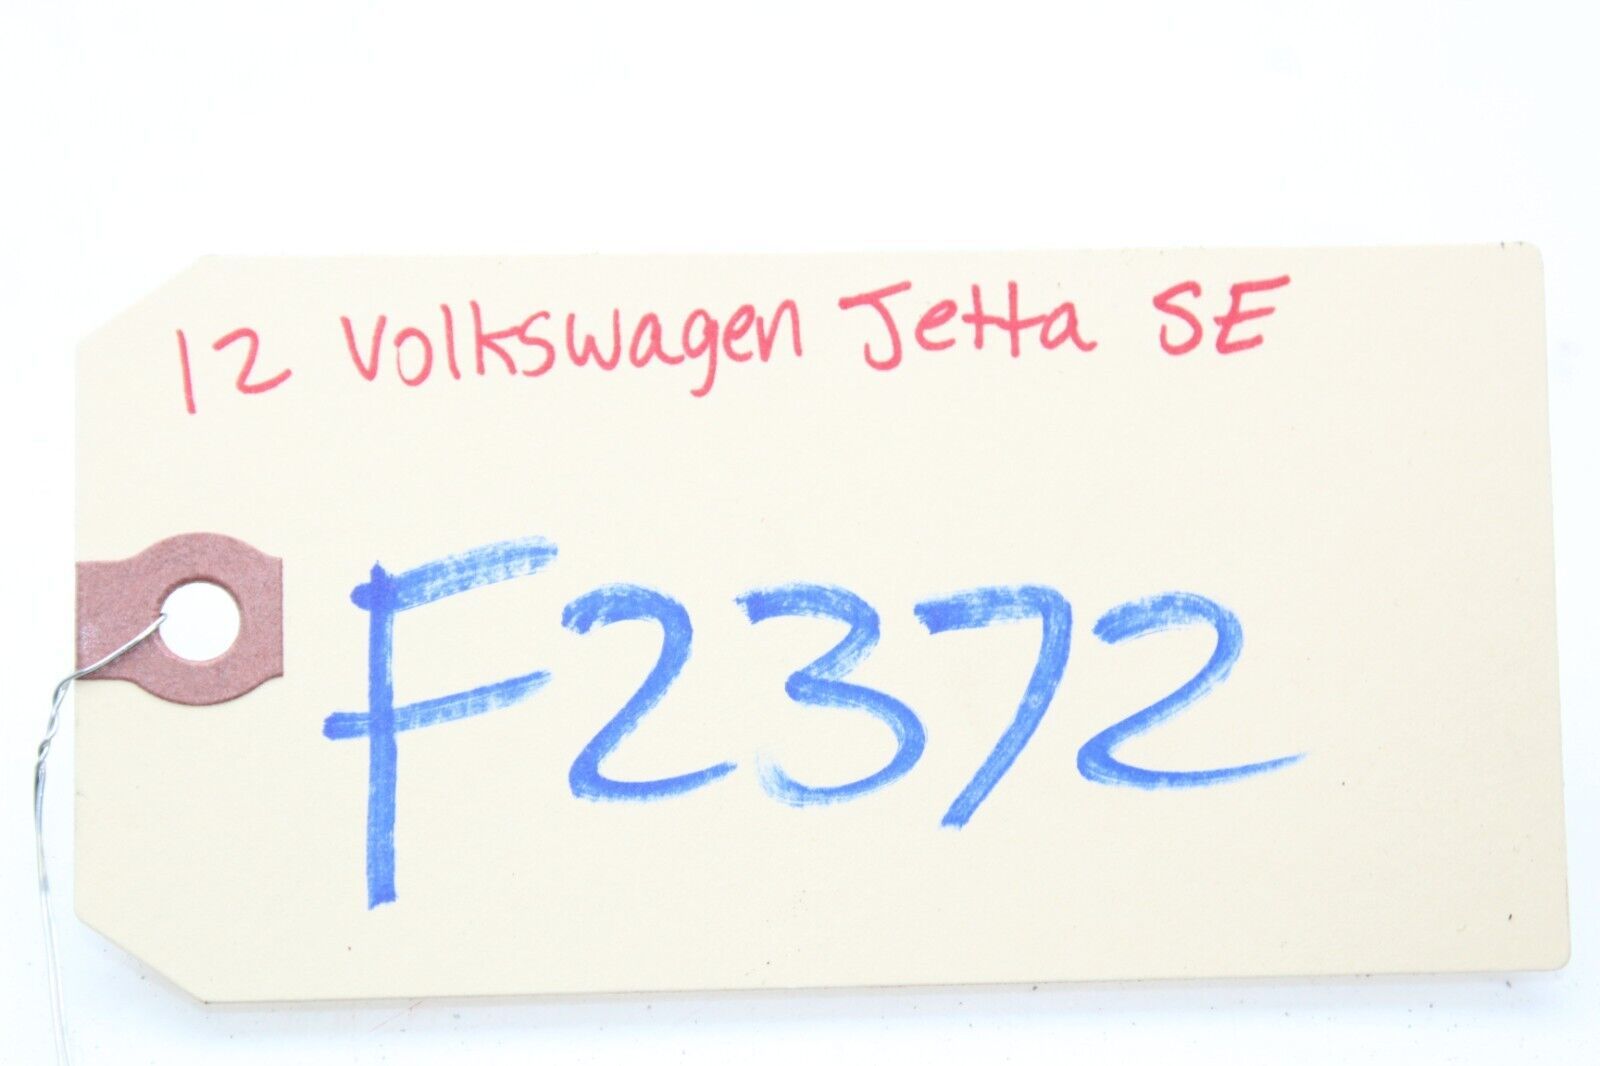 12 Volkswagen Jetta SE
F2372